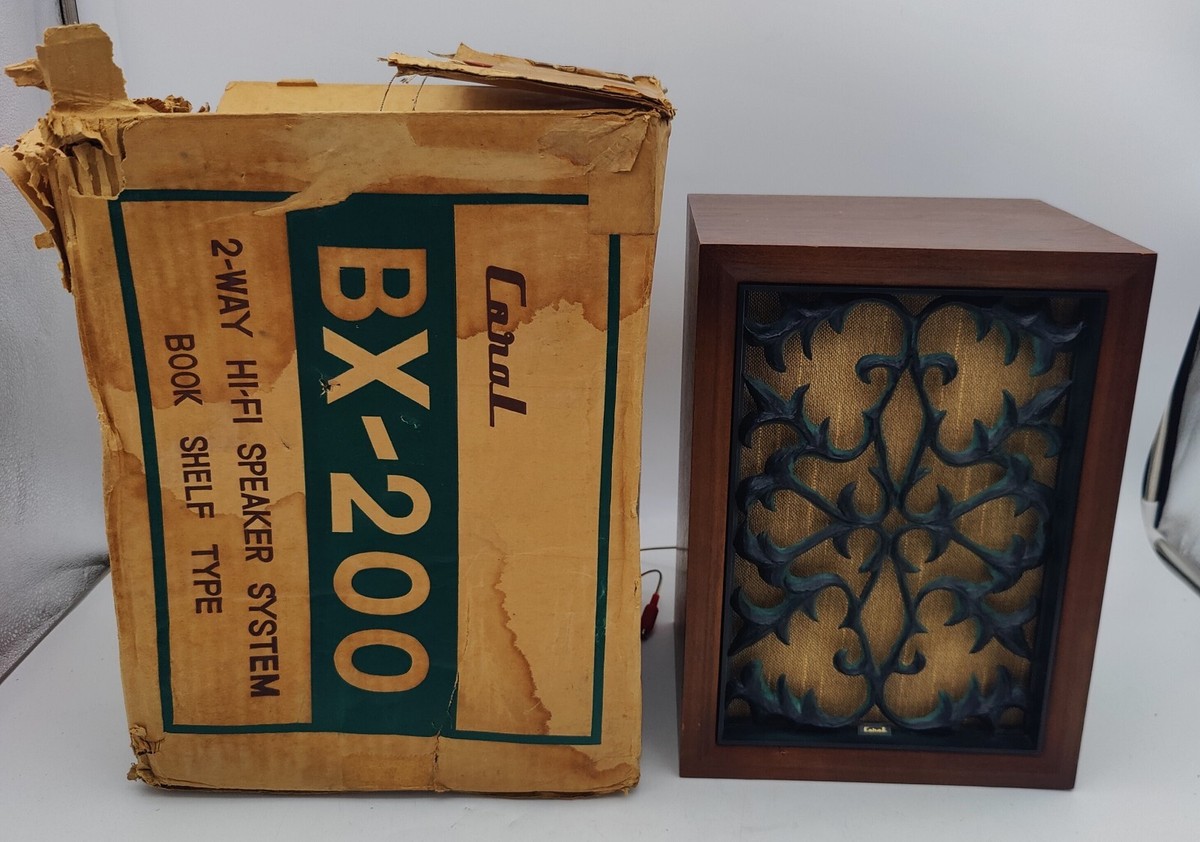 Coral
BX-200
2-WAY HI-FI SPEAKER SYSTEM
BOOK SHELF TYPE
Coral